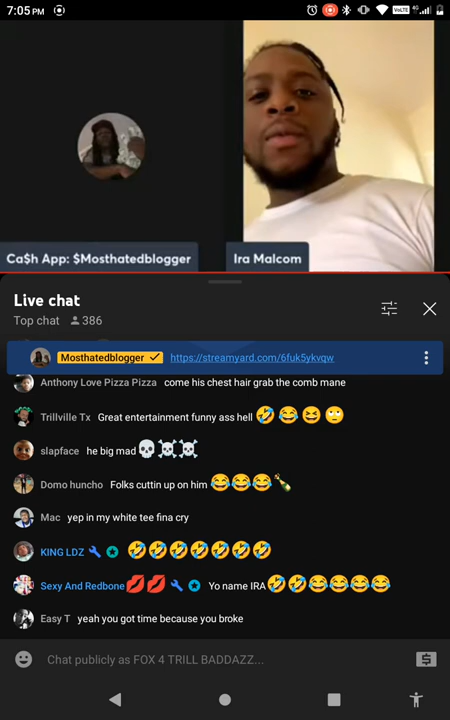 7:05 PM
VoLTE 4G
Ca$h App: $Mosthatedblogger
Ira Malcom
Live chat
Top chat 386
Mosthatedblogger https://streamyard.com/6fuk5ykvqw
Anthony Love Pizza Pizza come his chest hair grab the comb mane
Trillville Tx Great entertainment funny ass hell 🤣 😂 😆 🙄
slapface he big mad 💀☠️☠️
Domo huncho Folks cuttin up on him 😂😂😂🍾
Mac yep in my white tee fina cry
KING LDZ 🤣🤣🤣🤣🤣🤣🤣
Sexy And Redbone💋💋 Yo name IRA🤣🤣😂😂😂😂
Easy T yeah you got time because you broke
Chat publicly as FOX 4 TRILL BADDAZZ...